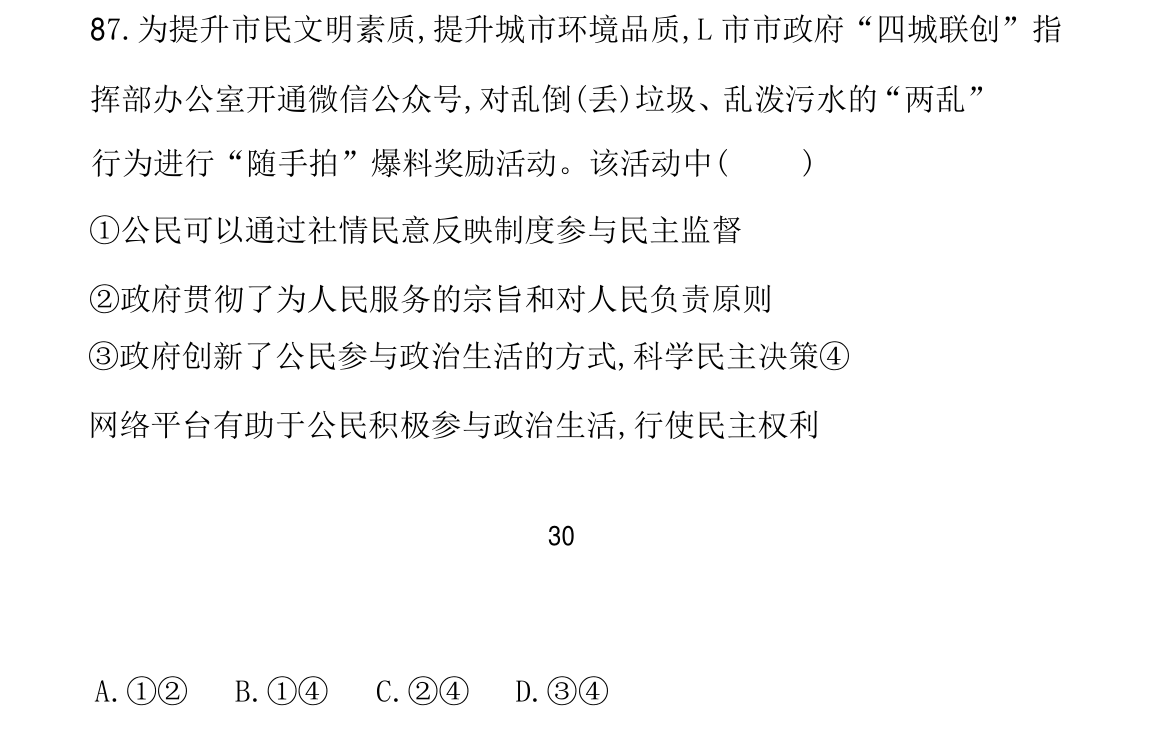 87.为提升市民文明素质,提升城市环境品质,L 市市政府“四城联创”指
挥部办公室开通微信公众号,对乱倒(丢)垃圾、乱泼污水的“两乱”
行为进行“随手拍”爆料奖励活动。该活动中(　　)
①公民可以通过社情民意反映制度参与民主监督
②政府贯彻了为人民服务的宗旨和对人民负责原则
③政府创新了公民参与政治生活的方式,科学民主决策④
网络平台有助于公民积极参与政治生活,行使民主权利
30
A.①②　B.①④　C.②④　D.③④